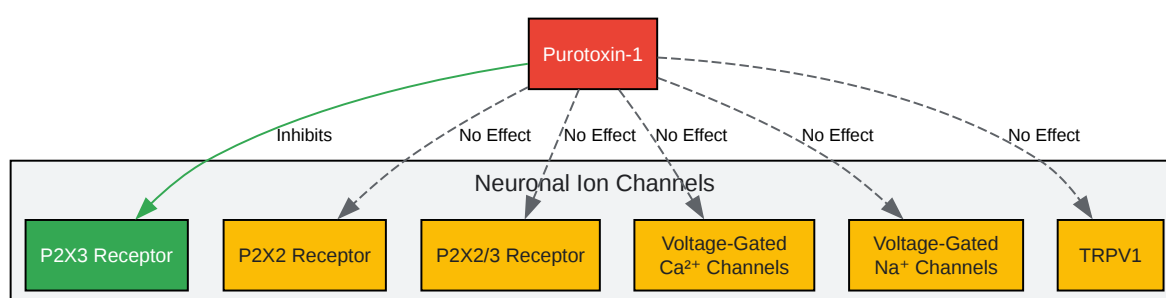 Purotoxin-1
Inhibits
No Effect
No Effect
No Effect
No Effect
No Effect
Neuronal Ion Channels
P2X3 Receptor
P2X2 Receptor
P2X2/3 Receptor
Voltage-Gated
Ca²⁺ Channels
Voltage-Gated
Na⁺ Channels
TRPV1